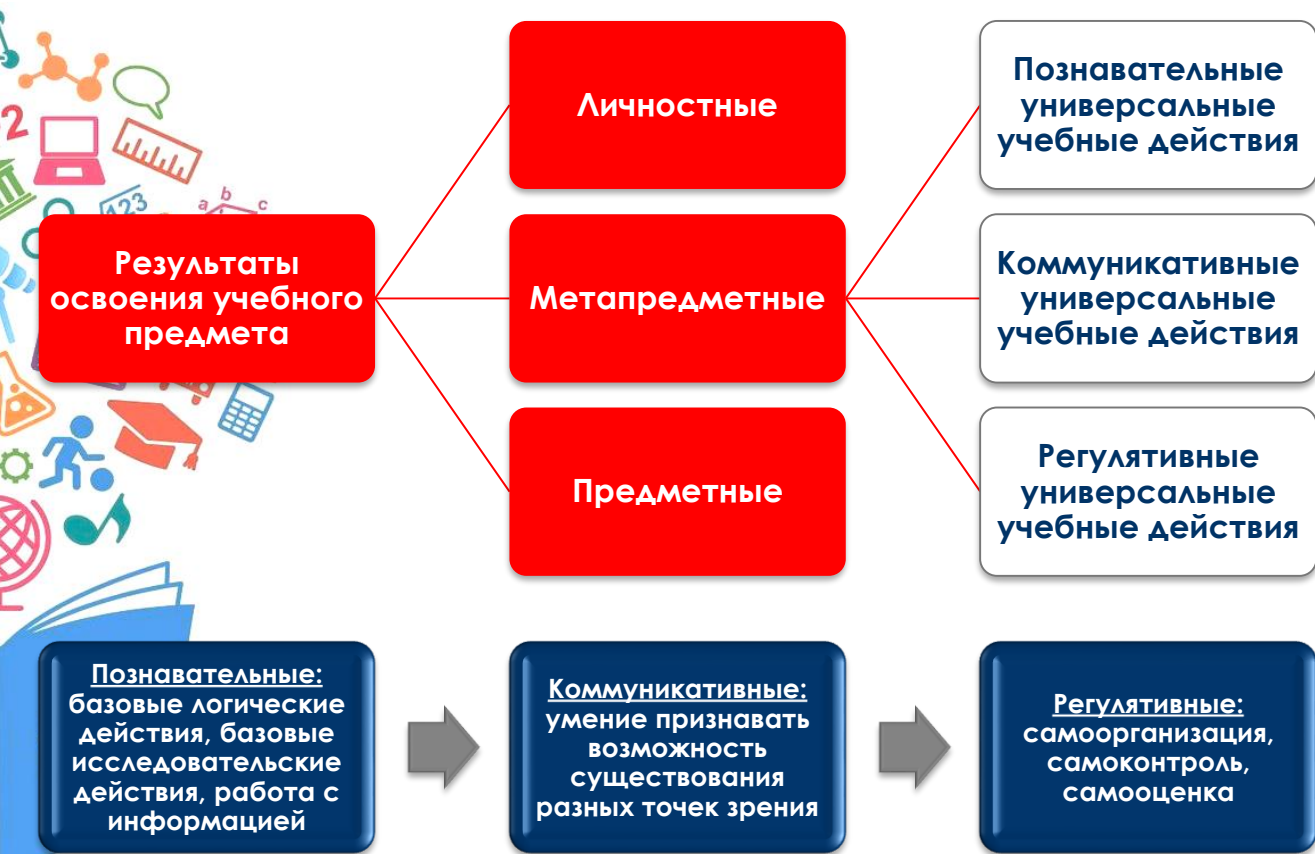 Личностные
Познавательные
универсальные
учебные действия
2
123
a b c
Результаты
освоения учебного
предмета
Метапредметные
Коммуникативные
универсальные
учебные действия
Предметные
Регулятивные
универсальные
учебные действия
Познавательные:
базовые логические
действия, базовые
исследовательские
действия, работа с
информацией
Коммуникативные:
умение признавать
возможность
существования
разных точек зрения
Регулятивные:
самоорганизация,
самоконтроль,
самооценка